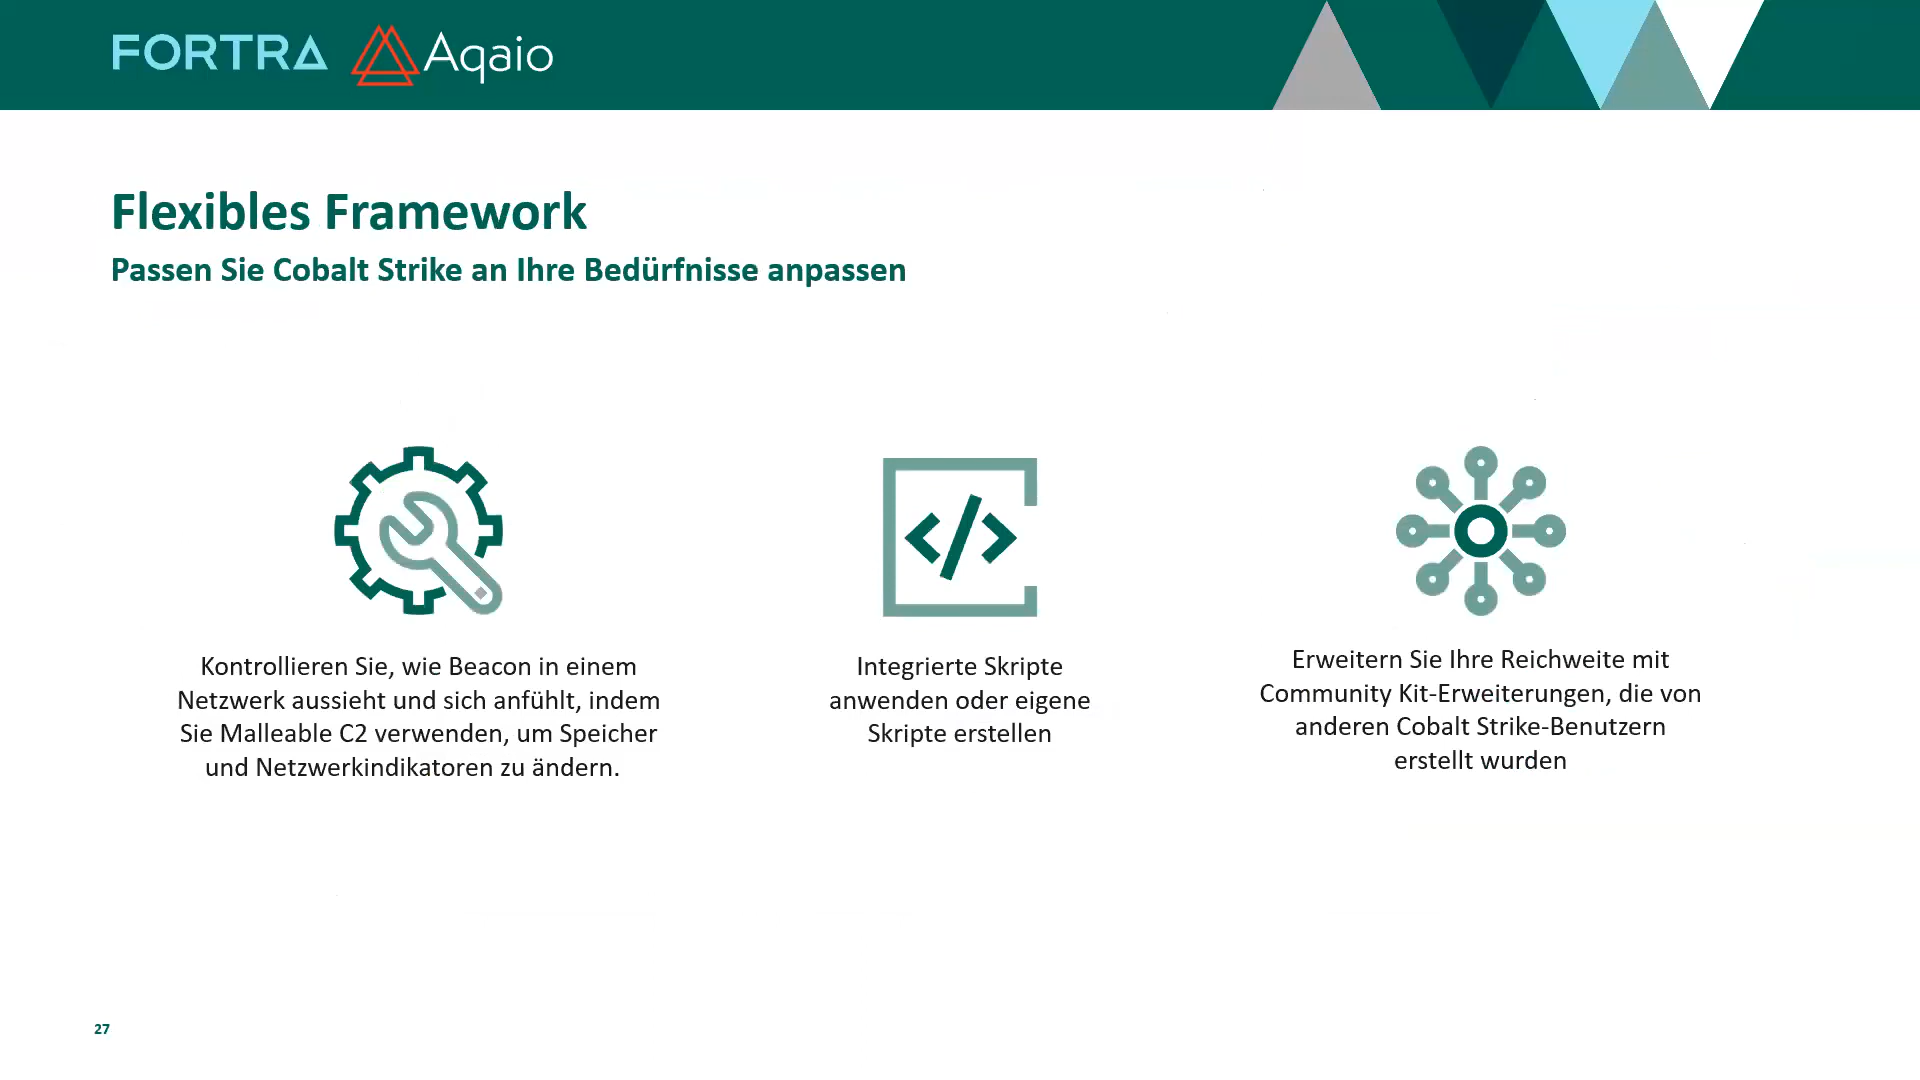 FORTRA Aqaio
Flexibles Framework
Passen Sie Cobalt Strike an Ihre Bedürfnisse anpassen
Kontrollieren Sie, wie Beacon in einem
Netzwerk aussieht und sich anfühlt, indem
Sie Malleable C2 verwenden, um Speicher
und Netzwerkindikatoren zu ändern.
Integrierte Skripte
anwenden oder eigene
Skripte erstellen
Erweitern Sie Ihre Reichweite mit
Community Kit-Erweiterungen, die von
anderen Cobalt Strike-Benutzern
erstellt wurden
27